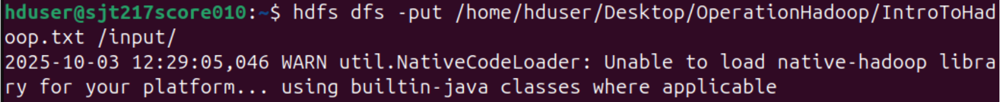 hduser@sjt217score010:~$ hdfs dfs -put /home/hduser/Desktop/OperationHadoop/IntroToHad
oop.txt /input/
2025-10-03 12:29:05,046 WARN util.NativeCodeLoader: Unable to load native-hadoop libra
ry for your platform... using builtin-java classes where applicable